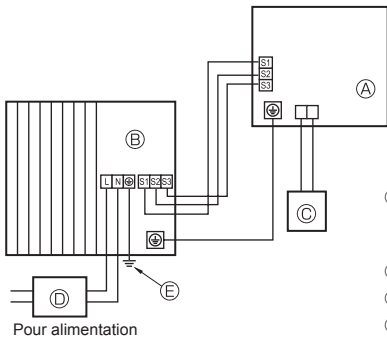 S1
S2
S3
Ⓐ
Ⓑ
L N S1 S2 S3
Ⓒ
Ⓓ
Ⓔ
Pour alimentation